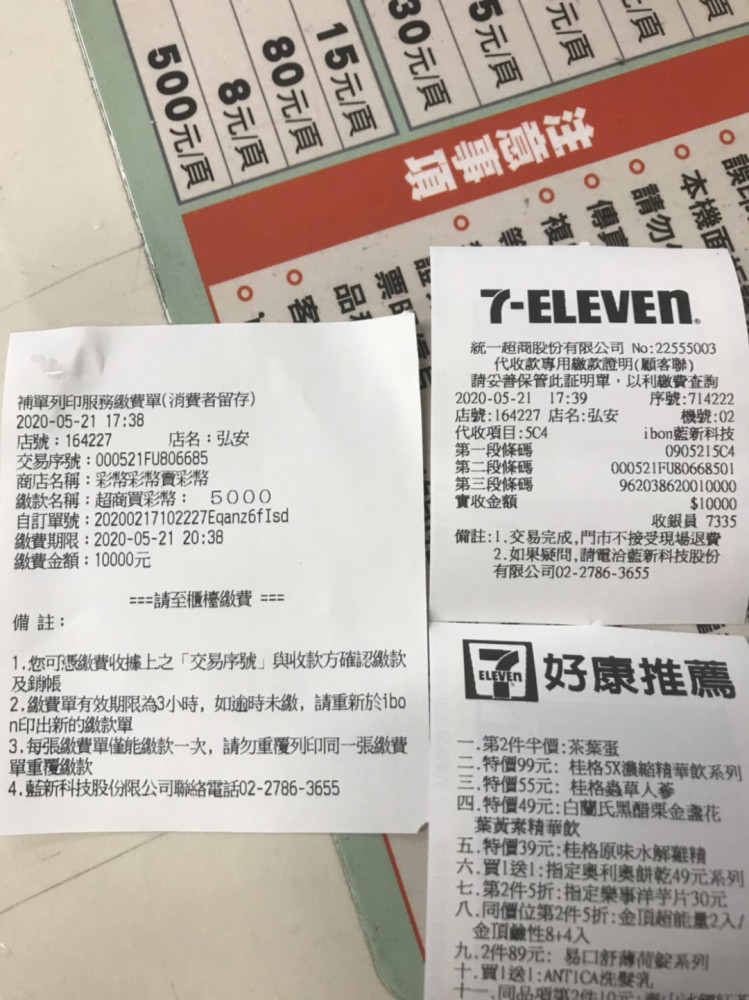 500元/頁
8元/頁
80元/頁
15元/頁
30元/頁
5元/頁
元/頁
元/頁
頁
注意事項
本機面
請勿
傳真
複
7-ELEVEN®
統一超商股份有限公司 No:22555003
代收款專用繳款證明(顧客聯)
請妥善保管此證明單，以利繳費查詢
2020-05-21 17:39 序號:714222
店號:164227 店名:弘安 機號:02
代收項目:5C4 ibon藍新科技
第一段條碼 0905215C4
第二段條碼 000521FU80668501
第三段條碼 962038620010000
實收金額 $10000
收銀員 7335
備註:1.交易完成,門市不接受現場退費
2.如果疑問,請電洽藍新科技股份
有限公司02-2786-3655
補單列印服務繳費單(消費者留存)
2020-05-21 17:38
店號：164227 店名：弘安
交易序號：000521FU806685
商店名稱：彩幣彩幣賣彩幣
繳款名稱：超商買彩幣： 5000
自訂單號：20200217102227Eqanz6fIsd
繳費期限：2020-05-21 20:38
繳費金額：10000元
===請至櫃檯繳費 ===
備 註：
1.您可憑繳費收據上之「交易序號」與收款方確認繳款
及銷帳
2.繳費單有效期限為3小時，如逾時未繳，請重新於ibo
n印出新的繳款單
3.每張繳費單僅能繳款一次，請勿重覆列印同一張繳費
單重覆繳款
4.藍新科技股份限公司聯絡電話02-2786-3655
7 ELEVEn 好康推薦
一.第2件半價:茶葉蛋
二.特價99元: 桂格5X濃縮精華飲系列
三.特價55元: 桂格蟲草人蔘
四.特價49元:白蘭氏黑醋栗金盞花
葉黃素精華飲
五.特價39元:桂格原味水解雞精
六.買1送1:指定奧利奧餅乾49元系列
七.第2件5折:指定樂事洋芋片30元
八.同價位第2件5折:金頂超能量2入/
金頂鹼性8+4入
九.2件89元: 易口舒薄荷錠系列
十.買1送1:ANTICA洗髮乳
十一.同品項第2件10元: